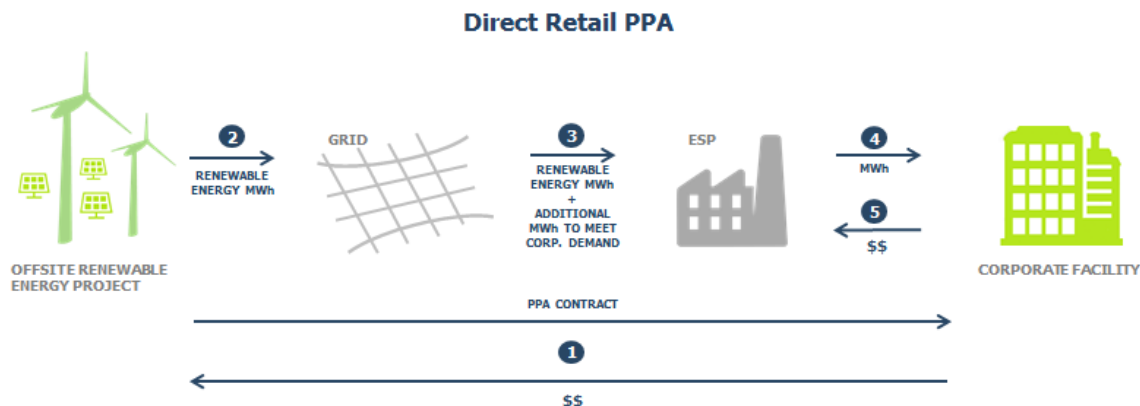 Direct Retail PPA
2
RENEWABLE
ENERGY MWh
GRID
3
RENEWABLE
ENERGY MWh
+
ADDITIONAL
MWh TO MEET
CORP. DEMAND
ESP
4
MWh
5
$$
OFFSITE RENEWABLE
ENERGY PROJECT
CORPORATE FACILITY
PPA CONTRACT
1
$$